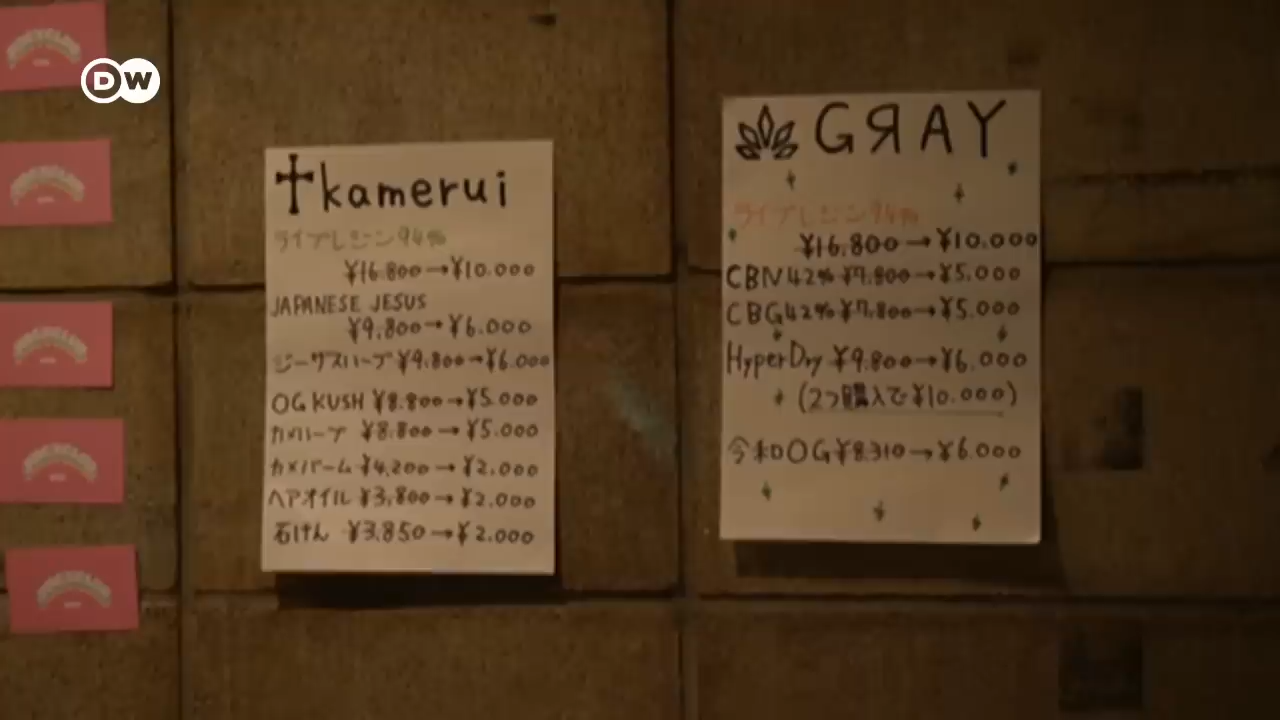 DW
†kamerui
ライブレジン94%
¥16.800→¥10.000
JAPANESE JESUS
¥9.800→¥6.000
ジーザスハーブ ¥9.800→¥6.000
OG KUSH ¥8.800→¥5.000
カメハーブ ¥8.800→¥5.000
カメバーム ¥4.200→¥2.000
ヘアオイル ¥3.800→¥2.000
石けん ¥3.850→¥2.000
GЯAY
ライブレジン94%
¥16.800→¥10.000
CBN42% ¥7.800→¥5.000
CBG42% ¥7.800→¥5.000
HyperDry ¥9.800→¥6.000
(2つ購入で¥10.000)
OG ¥8.310→¥6.000